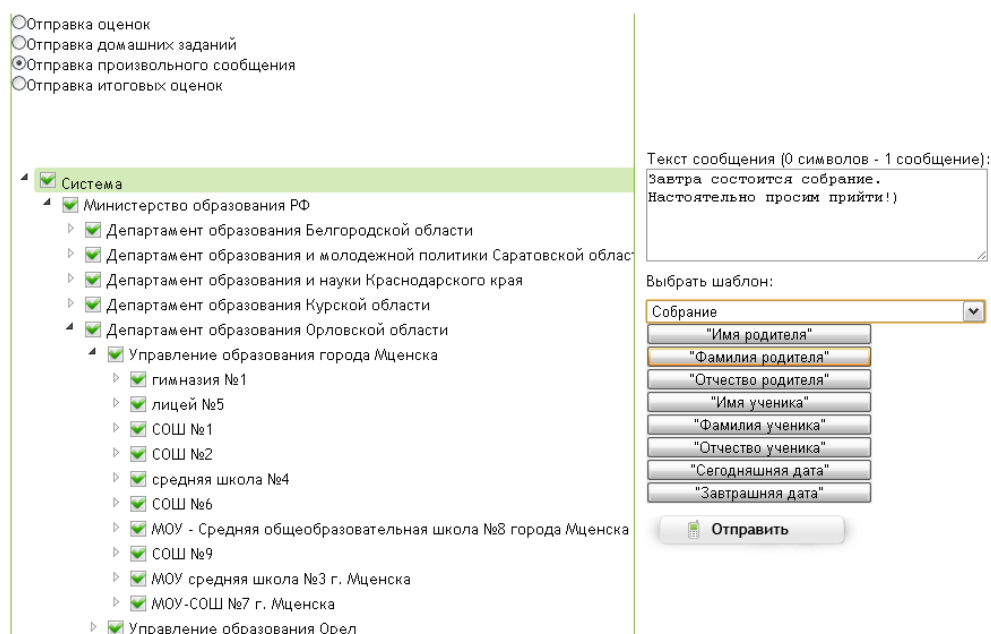 Отправка оценок
Отправка домашних заданий
Отправка произвольного сообщения
Отправка итоговых оценок
Система
Министерство образования РФ
Департамент образования Белгородской области
Департамент образования и молодежной политики Саратовской облас
Департамент образования и науки Краснодарского края
Департамент образования Курской области
Департамент образования Орловской области
Управление образования города Мценска
гимназия №1
лицей №5
СОШ №1
СОШ №2
средняя школа №4
СОШ №6
МОУ - Средняя общеобразовательная школа №8 города Мценска
СОШ №9
МОУ средняя школа №3 г. Мценска
МОУ-СОШ №7 г. Мценска
Управление образования Орел
Текст сообщения (0 символов - 1 сообщение):
Завтра состоится собрание.
Настоятельно просим прийти!)
Выбрать шаблон:
Собрание
"Имя родителя"
"Фамилия родителя"
"Отчество родителя"
"Имя ученика"
"Фамилия ученика"
"Отчество ученика"
"Сегодняшняя дата"
"Завтрашняя дата"
Отправить